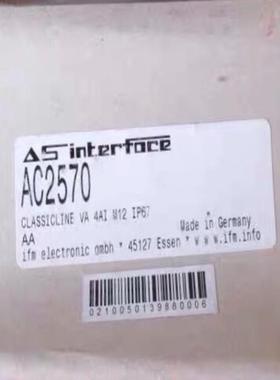 AS interface
AC2570
CLASSICLINE VA 4AI M12 IP67
AA
Made in Germany
ifm electronic gmbh * 45127 Essen * w w w.ifm.info
0210050139880006